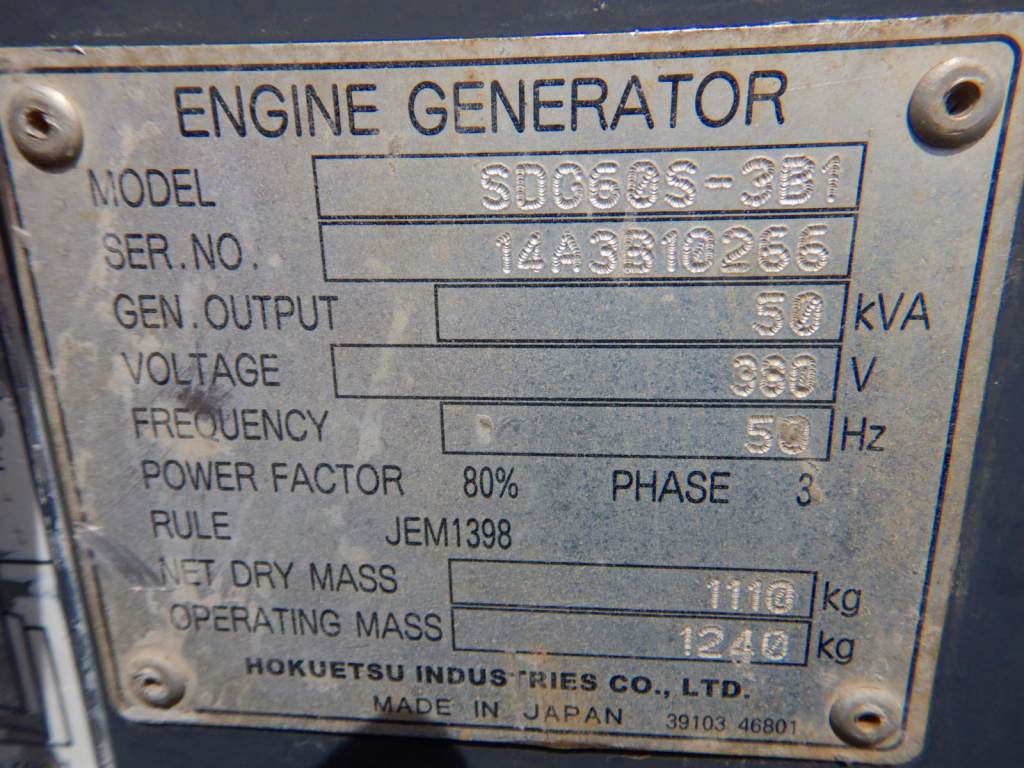 ENGINE GENERATOR
MODEL SDG60S-3B1
SER.NO. 14A3B10266
GEN.OUTPUT 50 kVA
VOLTAGE 380 V
FREQUENCY 50 Hz
POWER FACTOR 80% PHASE 3
RULE JEM1398
NET DRY MASS 1110 kg
OPERATING MASS 1240 kg
HOKUETSU INDUSTRIES CO., LTD.
MADE IN JAPAN 39103 46801